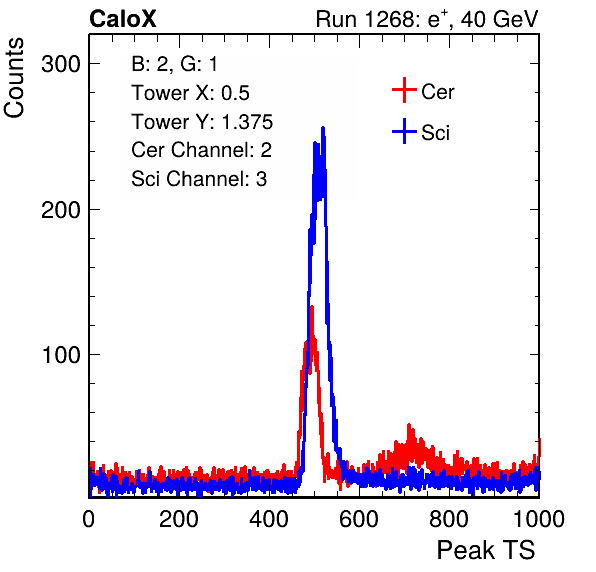 CaloX
Run 1268: e+, 40 GeV
Counts
B: 2, G: 1
Tower X: 0.5
Tower Y: 1.375
Cer Channel: 2
Sci Channel: 3
Cer
Sci
300
200
100
0
200
400
600
800
1000
Peak TS